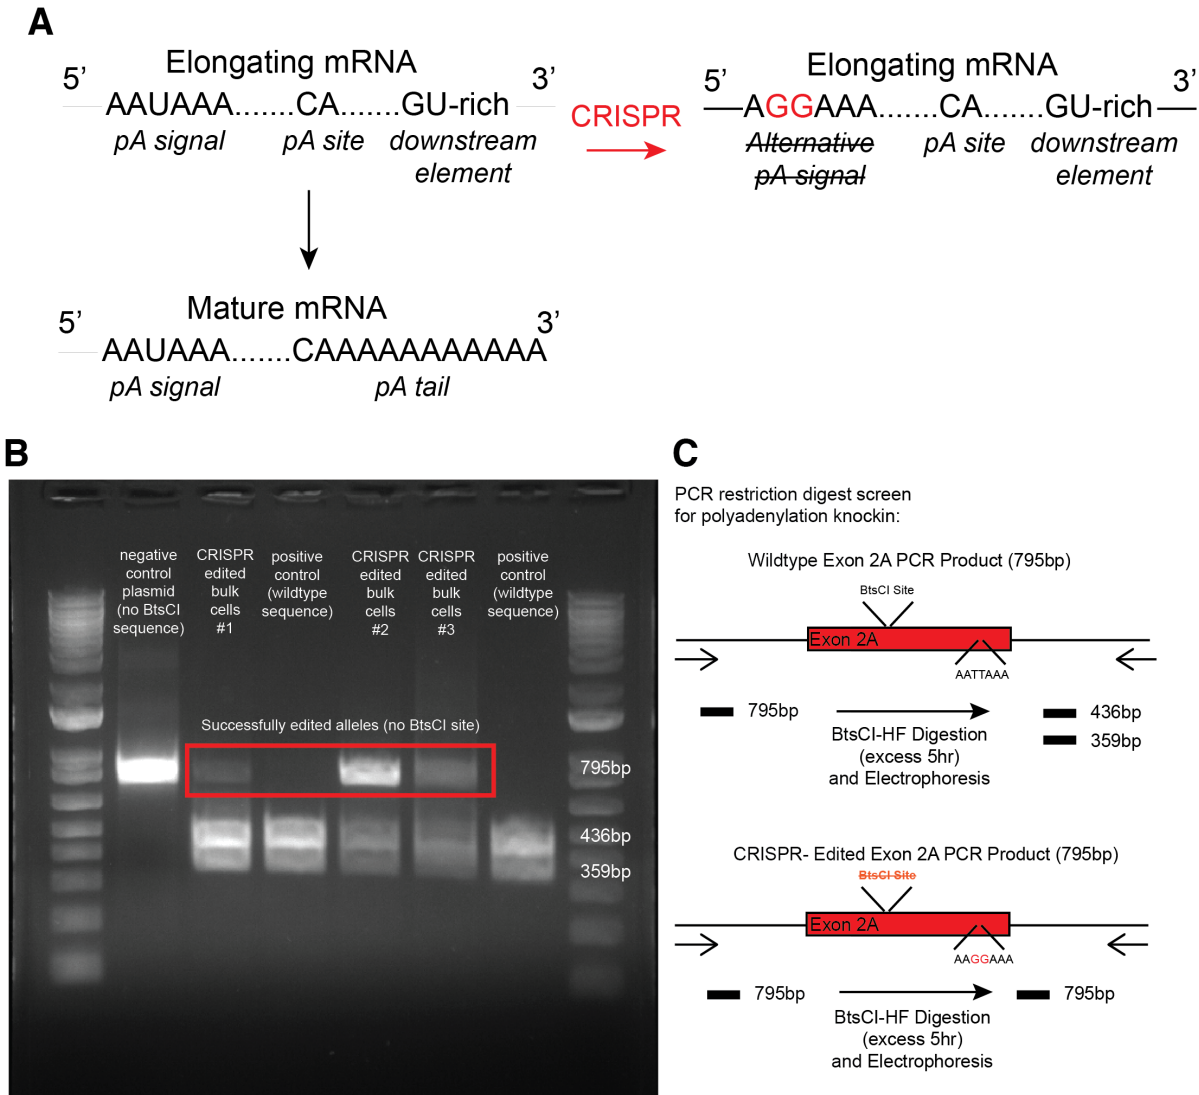 A
Elongating mRNA
5’
3’
AAUAAA.......CA.......GU-rich
pA signal
pA site
downstream
element
CRISPR
Elongating mRNA
5’
3’
AGGAAA.......CA.......GU-rich
Alternative
pA signal
pA site
downstream
element
Mature mRNA
5’
3’
AAUAAA.......CAAAAAAAAAAA
pA signal
pA tail
B
negative
control
plasmid
(no BtsCI
sequence)
CRISPR
edited
bulk
cells
#1
positive
control
(wildtype
sequence)
CRISPR
edited
bulk
cells
#2
CRISPR
edited
bulk
cells
#3
positive
control
(wildtype
sequence)
Successfully edited alleles (no BtsCI site)
795bp
436bp
359bp
C
PCR restriction digest screen
for polyadenylation knockin:
Wildtype Exon 2A PCR Product (795bp)
BtsCI Site
Exon 2A
AATTAAA
795bp
BtsCI-HF Digestion
(excess 5hr)
and Electrophoresis
436bp
359bp
CRISPR- Edited Exon 2A PCR Product (795bp)
BtsCI Site
Exon 2A
AAGGAAA
795bp
BtsCI-HF Digestion
(excess 5hr)
and Electrophoresis
795bp